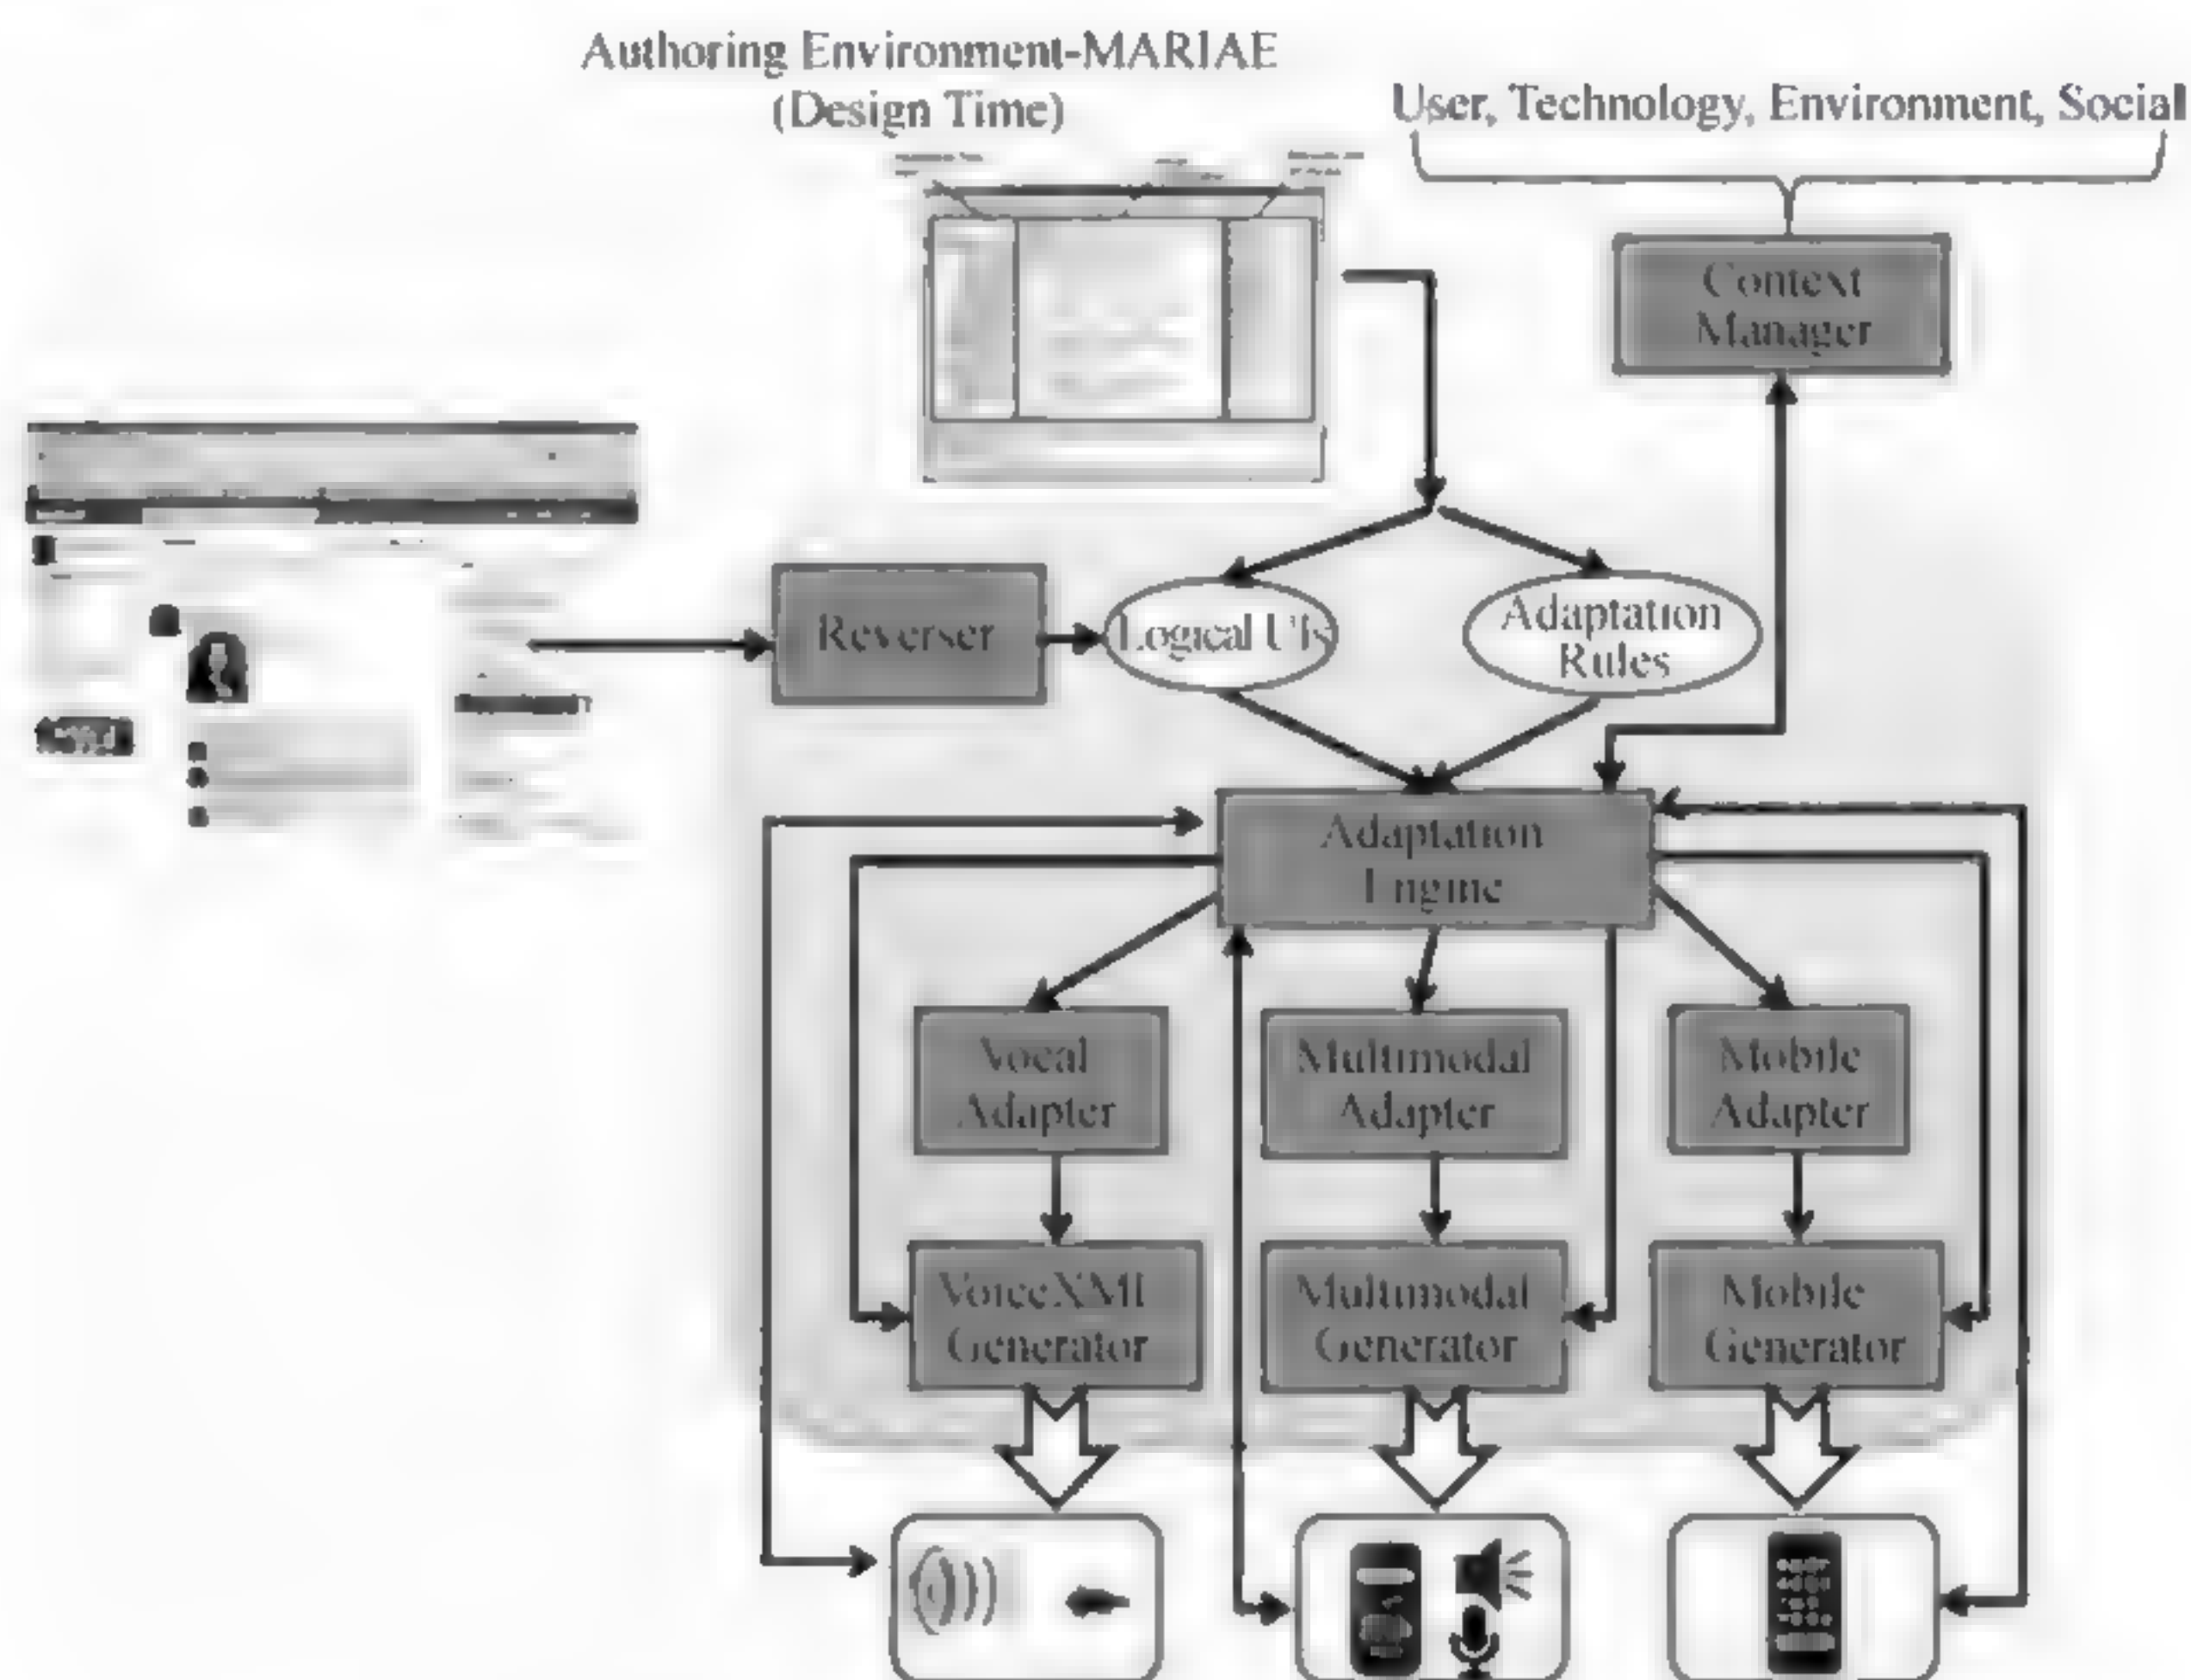 Authoring Environment-MARIAE
(Design Time)
User, Technology, Environment, Social
Context
Manager
Reverser
Logical UIs
Adaptation
Rules
Adaptation
Engine
Vocal
Adapter
Multimodal
Adapter
Mobile
Adapter
VoiceXML
Generator
Multimodal
Generator
Mobile
Generator